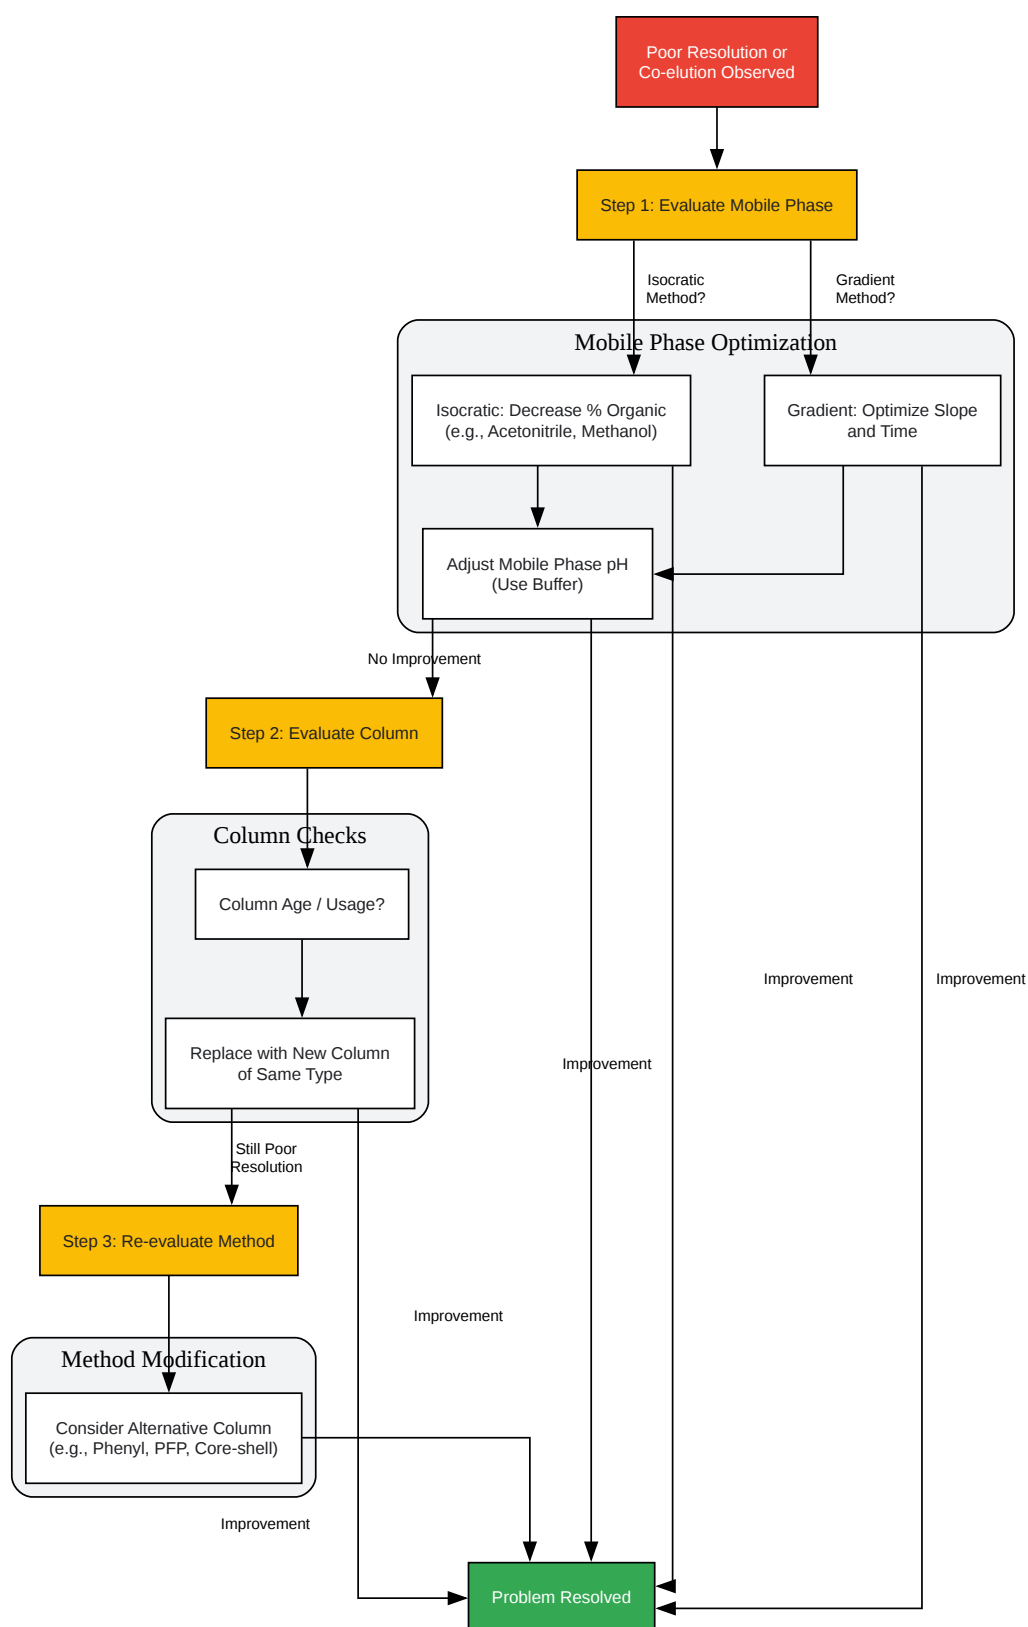 Poor Resolution or
Co-elution Observed
Step 1: Evaluate Mobile Phase
Isocratic
Method?
Gradient
Method?
Mobile Phase Optimization
Isocratic: Decrease % Organic
(e.g., Acetonitrile, Methanol)
Gradient: Optimize Slope
and Time
Adjust Mobile Phase pH
(Use Buffer)
No Improvement
Step 2: Evaluate Column
Column Checks
Column Age / Usage?
Improvement
Improvement
Replace with New Column
of Same Type
Improvement
Still Poor
Resolution
Step 3: Re-evaluate Method
Improvement
Method Modification
Consider Alternative Column
(e.g., Phenyl, PFP, Core-shell)
Improvement
Problem Resolved